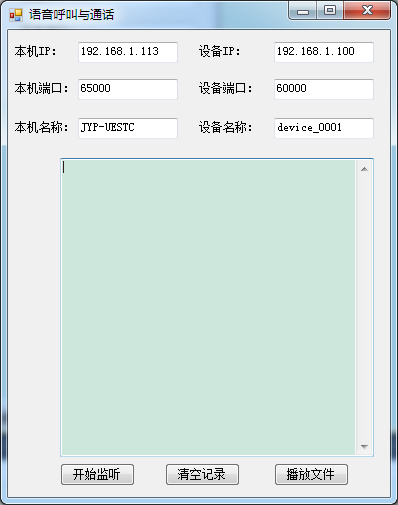 语音呼叫与通话
本机IP: 192.168.1.113 设备IP: 192.168.1.100
本机端口: 65000 设备端口: 60000
本机名称: JYP-UESTC 设备名称: device_0001
开始监听 清空记录 播放文件